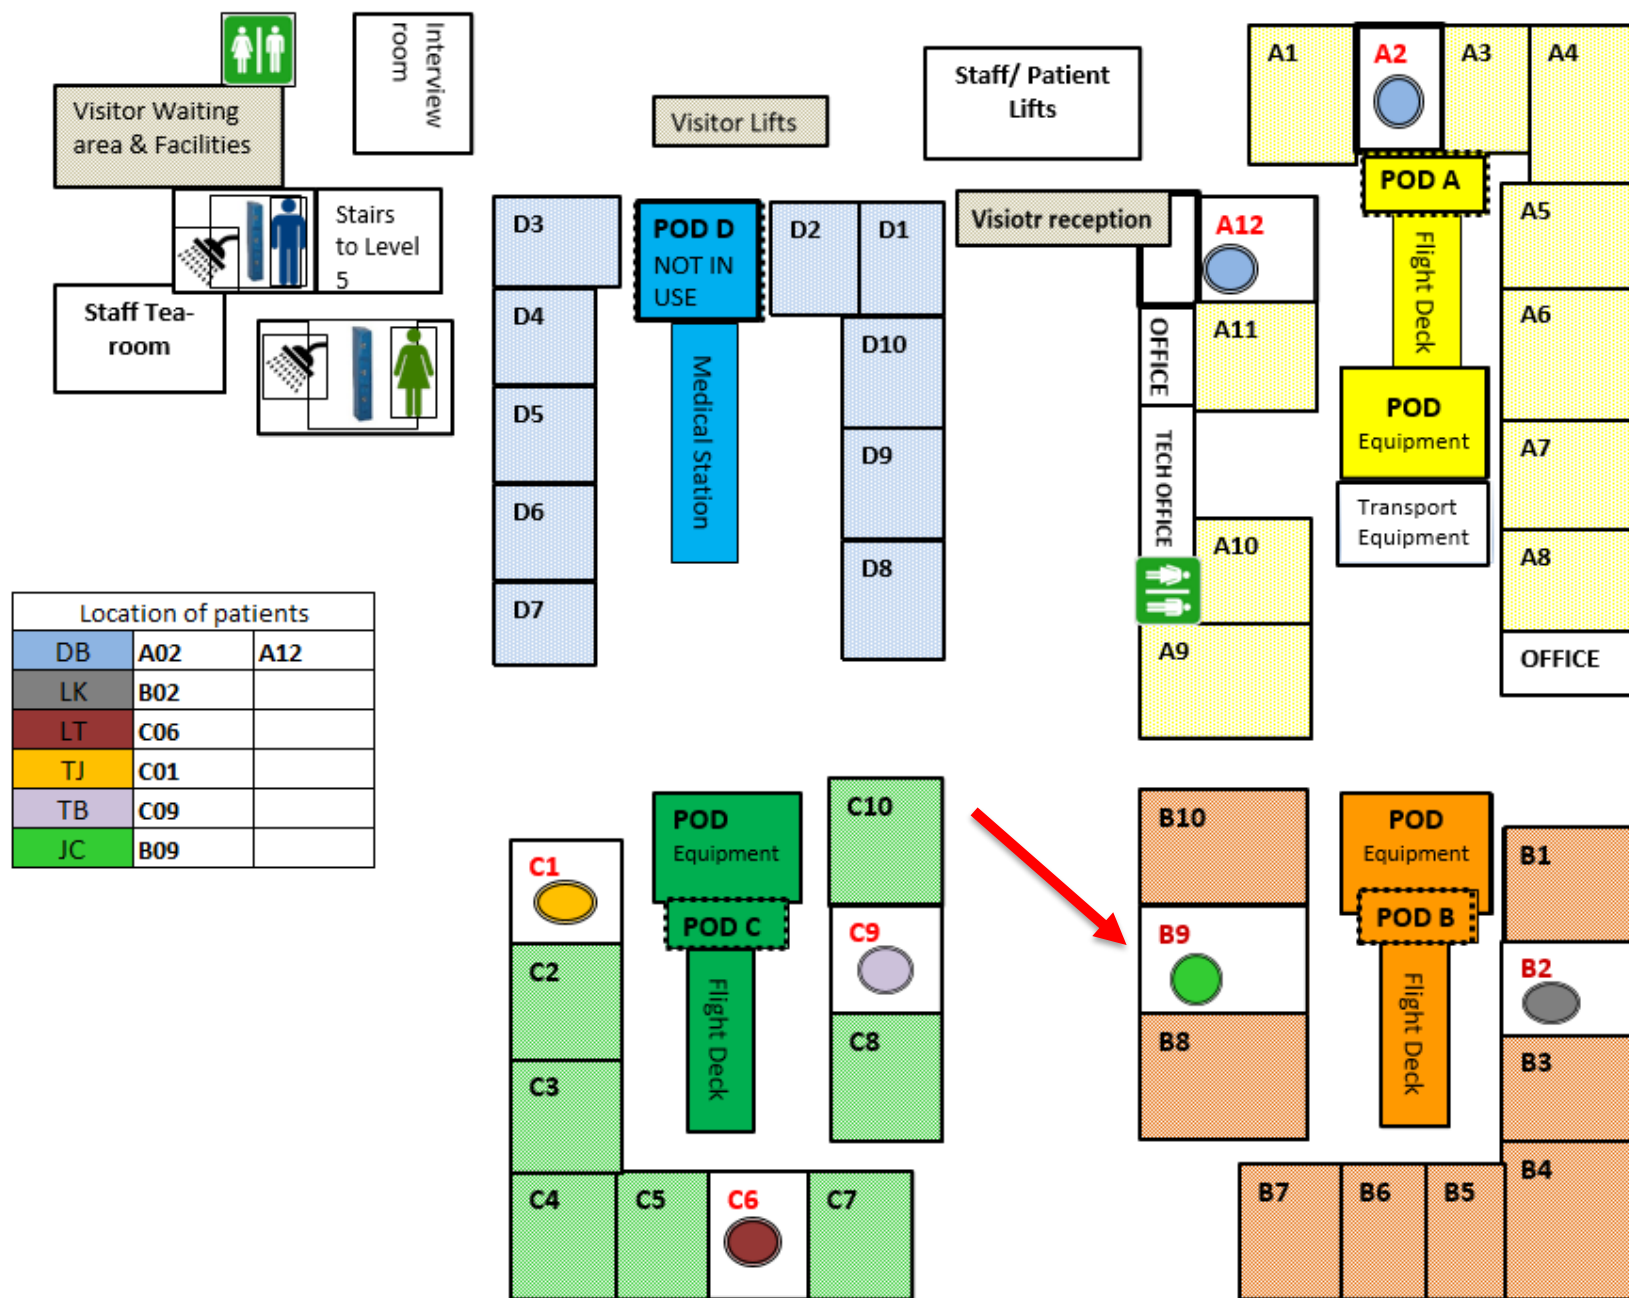 Interview
room
Visitor Waiting
area & Facilities
Visitor Lifts
Staff/ Patient
Lifts
A1
A2
A3
A4
POD A
Flight Deck
A5
A6
A7
A8
OFFICE
POD
Equipment
Transport
Equipment
Stairs
to Level
5
Staff Tea-
room
D3
D4
D5
D6
D7
POD D
NOT IN
USE
Medical Station
D2
D1
D10
D9
D8
Visiotr reception
A12
A11
OFFICE
TECH OFFICE
A10
A9
Location of patients
DB A02 A12
LK B02
LT C06
TJ C01
TB C09
JC B09
C1
C2
C3
C4
C5
C6
C7
POD
Equipment
POD C
Flight Deck
C10
C9
C8
B10
B9
B8
POD
Equipment
POD B
Flight Deck
B1
B2
B3
B4
B7
B6
B5